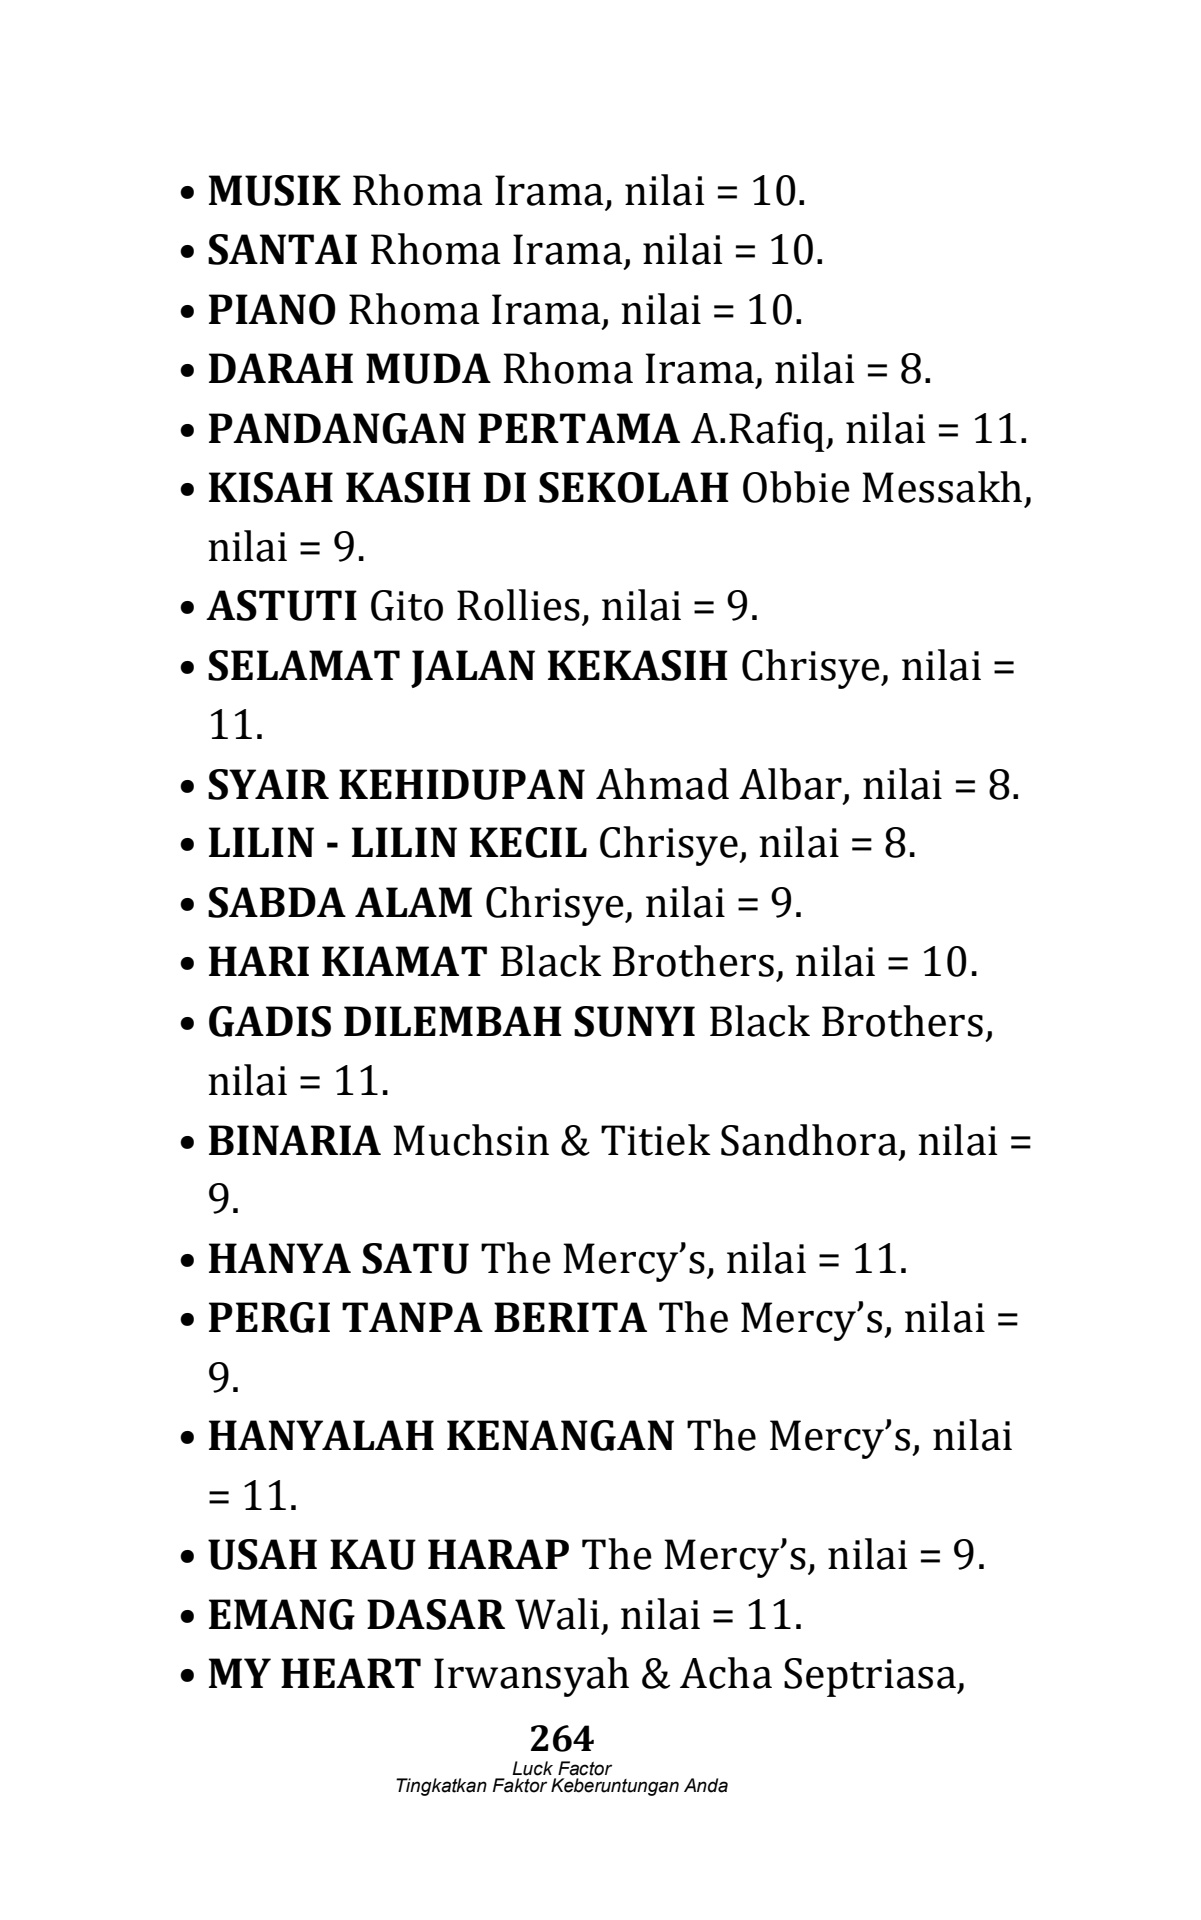 • MUSIK Rhoma Irama, nilai = 10.
• SANTAI Rhoma Irama, nilai = 10.
• PIANO Rhoma Irama, nilai = 10.
• DARAH MUDA Rhoma Irama, nilai = 8.
• PANDANGAN PERTAMA A.Rafiq, nilai = 11.
• KISAH KASIH DI SEKOLAH Obbie Messakh,
nilai = 9.
• ASTUTI Gito Rollies, nilai = 9.
• SELAMAT JALAN KEKASIH Chrisye, nilai =
11.
• SYAIR KEHIDUPAN Ahmad Albar, nilai = 8.
• LILIN - LILIN KECIL Chrisye, nilai = 8.
• SABDA ALAM Chrisye, nilai = 9.
• HARI KIAMAT Black Brothers, nilai = 10.
• GADIS DILEMBAH SUNYI Black Brothers,
nilai = 11.
• BINARIA Muchsin & Titiek Sandhora, nilai =
9.
• HANYA SATU The Mercy’s, nilai = 11.
• PERGI TANPA BERITA The Mercy’s, nilai =
9.
• HANYALAH KENANGAN The Mercy’s, nilai
= 11.
• USAH KAU HARAP The Mercy’s, nilai = 9.
• EMANG DASAR Wali, nilai = 11.
• MY HEART Irwansyah & Acha Septriasa,
264
Luck Factor
Tingkatkan Faktor Keberuntungan Anda